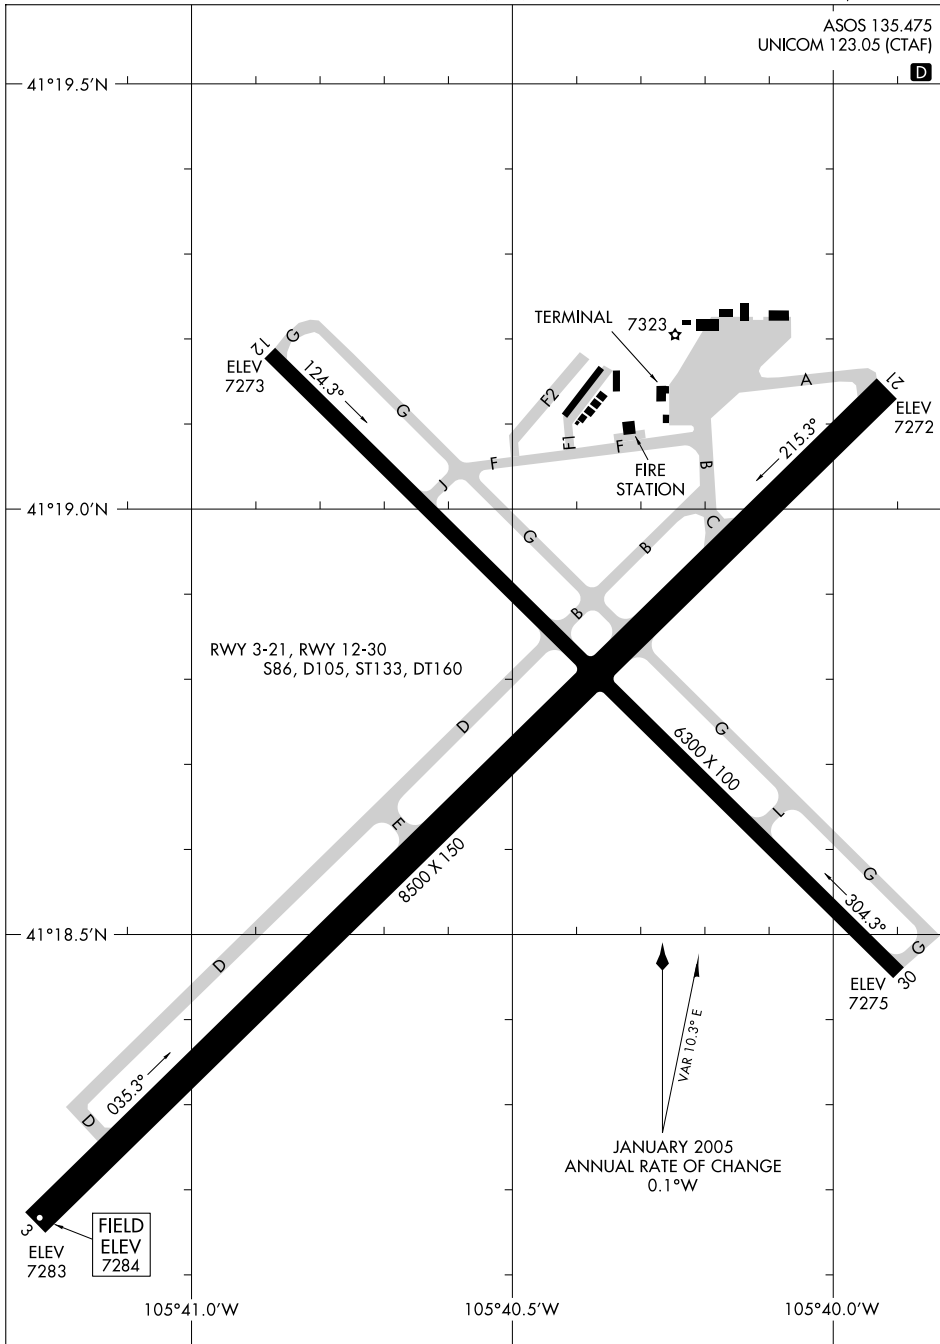 ASOS 135.475
UNICOM 123.05 (CTAF)
D
41°19.5'N
TERMINAL
7323
12
G
ELEV
7273
124.3°
G
F2
A
21
ELEV
7272
215.3°
F1
F
F
FIRE
STATION
B
J
41°19.0'N
C
G
B
B
RWY 3-21, RWY 12-30
S86, D105, ST133, DT160
D
G
6300 X 100
I
E
8500 X 150
G
304.3°
41°18.5'N
G
30
ELEV
7275
D
VAR 10.3° E
035.3°
D
JANUARY 2005
ANNUAL RATE OF CHANGE
0.1°W
3
ELEV
7283
FIELD
ELEV
7284
105°41.0'W
105°40.5'W
105°40.0'W